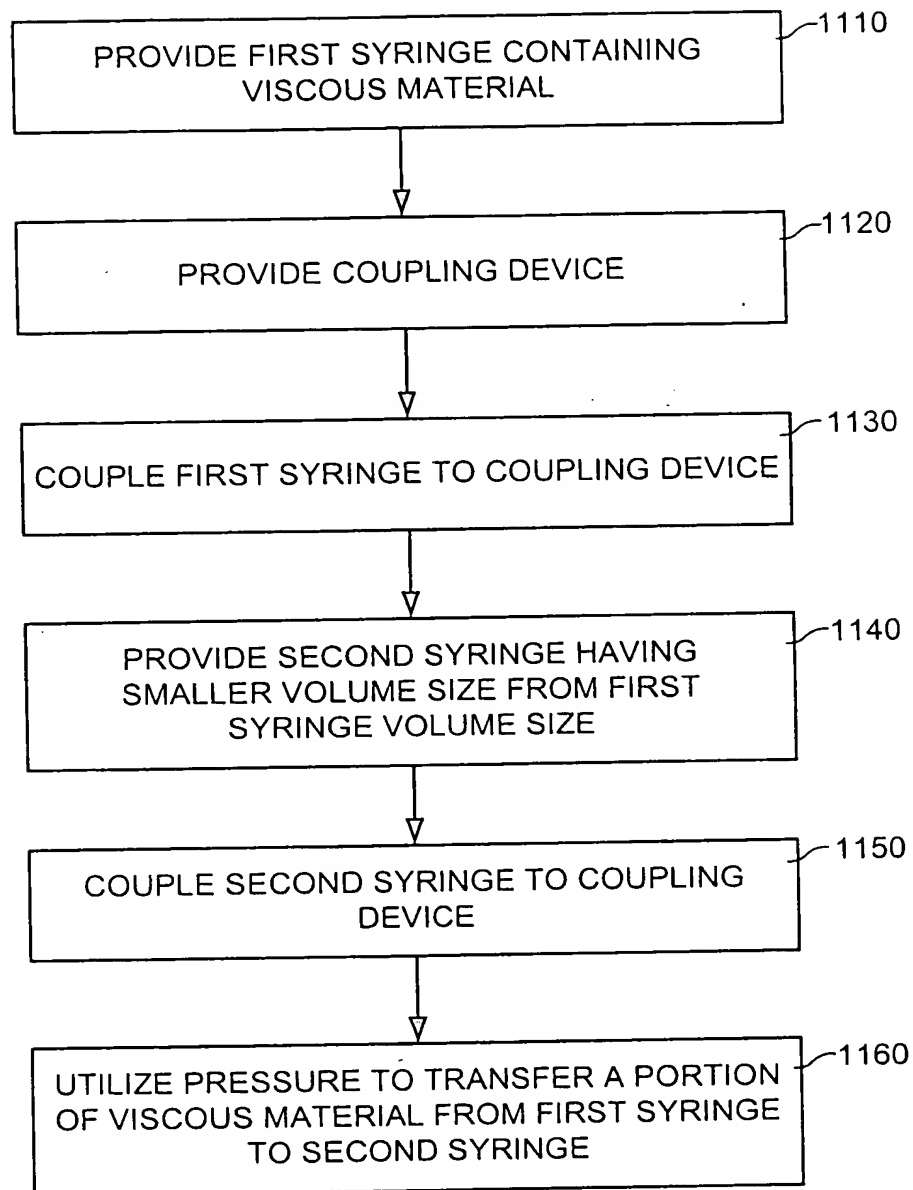 1110
PROVIDE FIRST SYRINGE CONTAINING
VISCOUS MATERIAL
1120
PROVIDE COUPLING DEVICE
1130
COUPLE FIRST SYRINGE TO COUPLING DEVICE
1140
PROVIDE SECOND SYRINGE HAVING
SMALLER VOLUME SIZE FROM FIRST
SYRINGE VOLUME SIZE
1150
COUPLE SECOND SYRINGE TO COUPLING
DEVICE
1160
UTILIZE PRESSURE TO TRANSFER A PORTION
OF VISCOUS MATERIAL FROM FIRST SYRINGE
TO SECOND SYRINGE